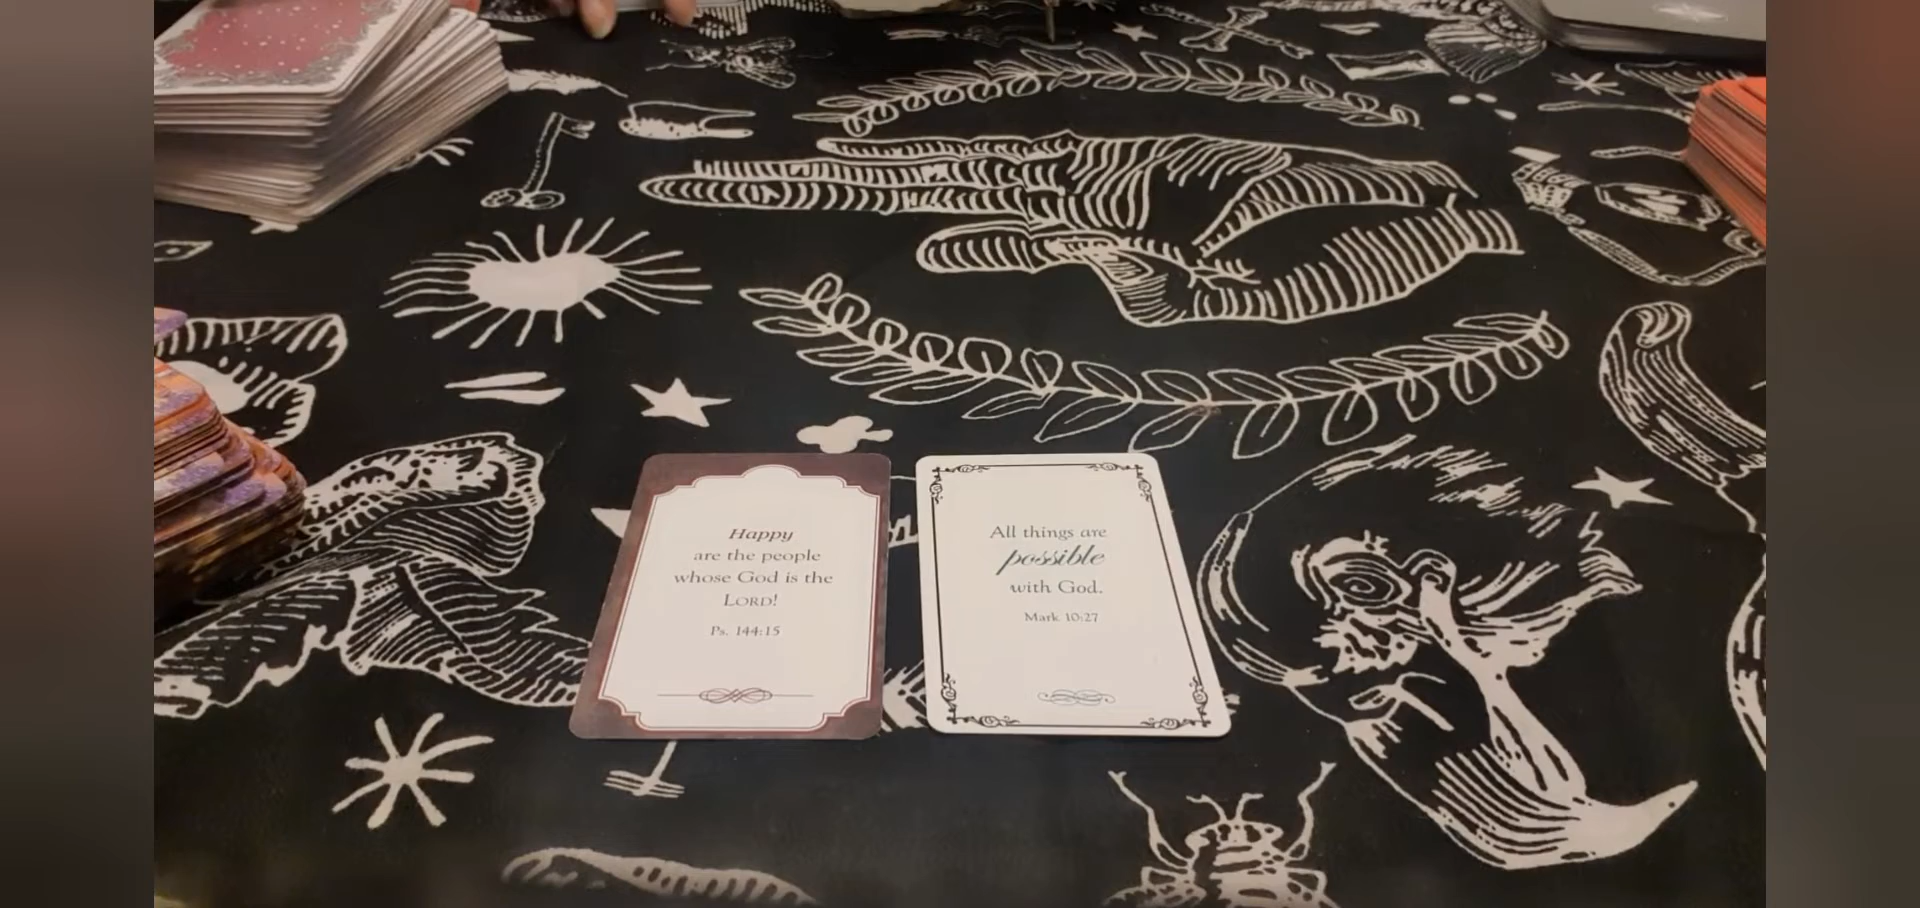 Happy
are the people
whose God is the
LORD!
Ps. 144:15
All things are
possible
with God.
Mark 10:27